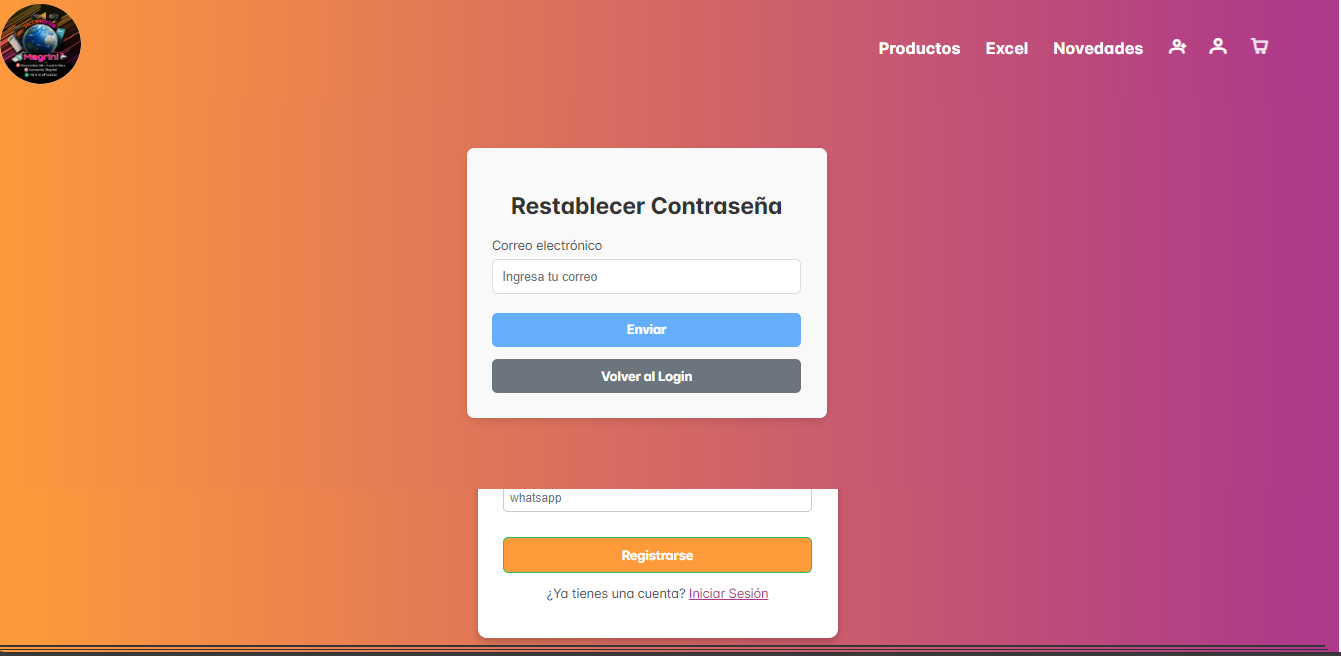 Magrini
Productos
Excel
Novedades
Restablecer Contraseña
Correo electrónico
Ingresa tu correo
Enviar
Volver al Login
whatsapp
Registrarse
¿Ya tienes una cuenta? Iniciar Sesión